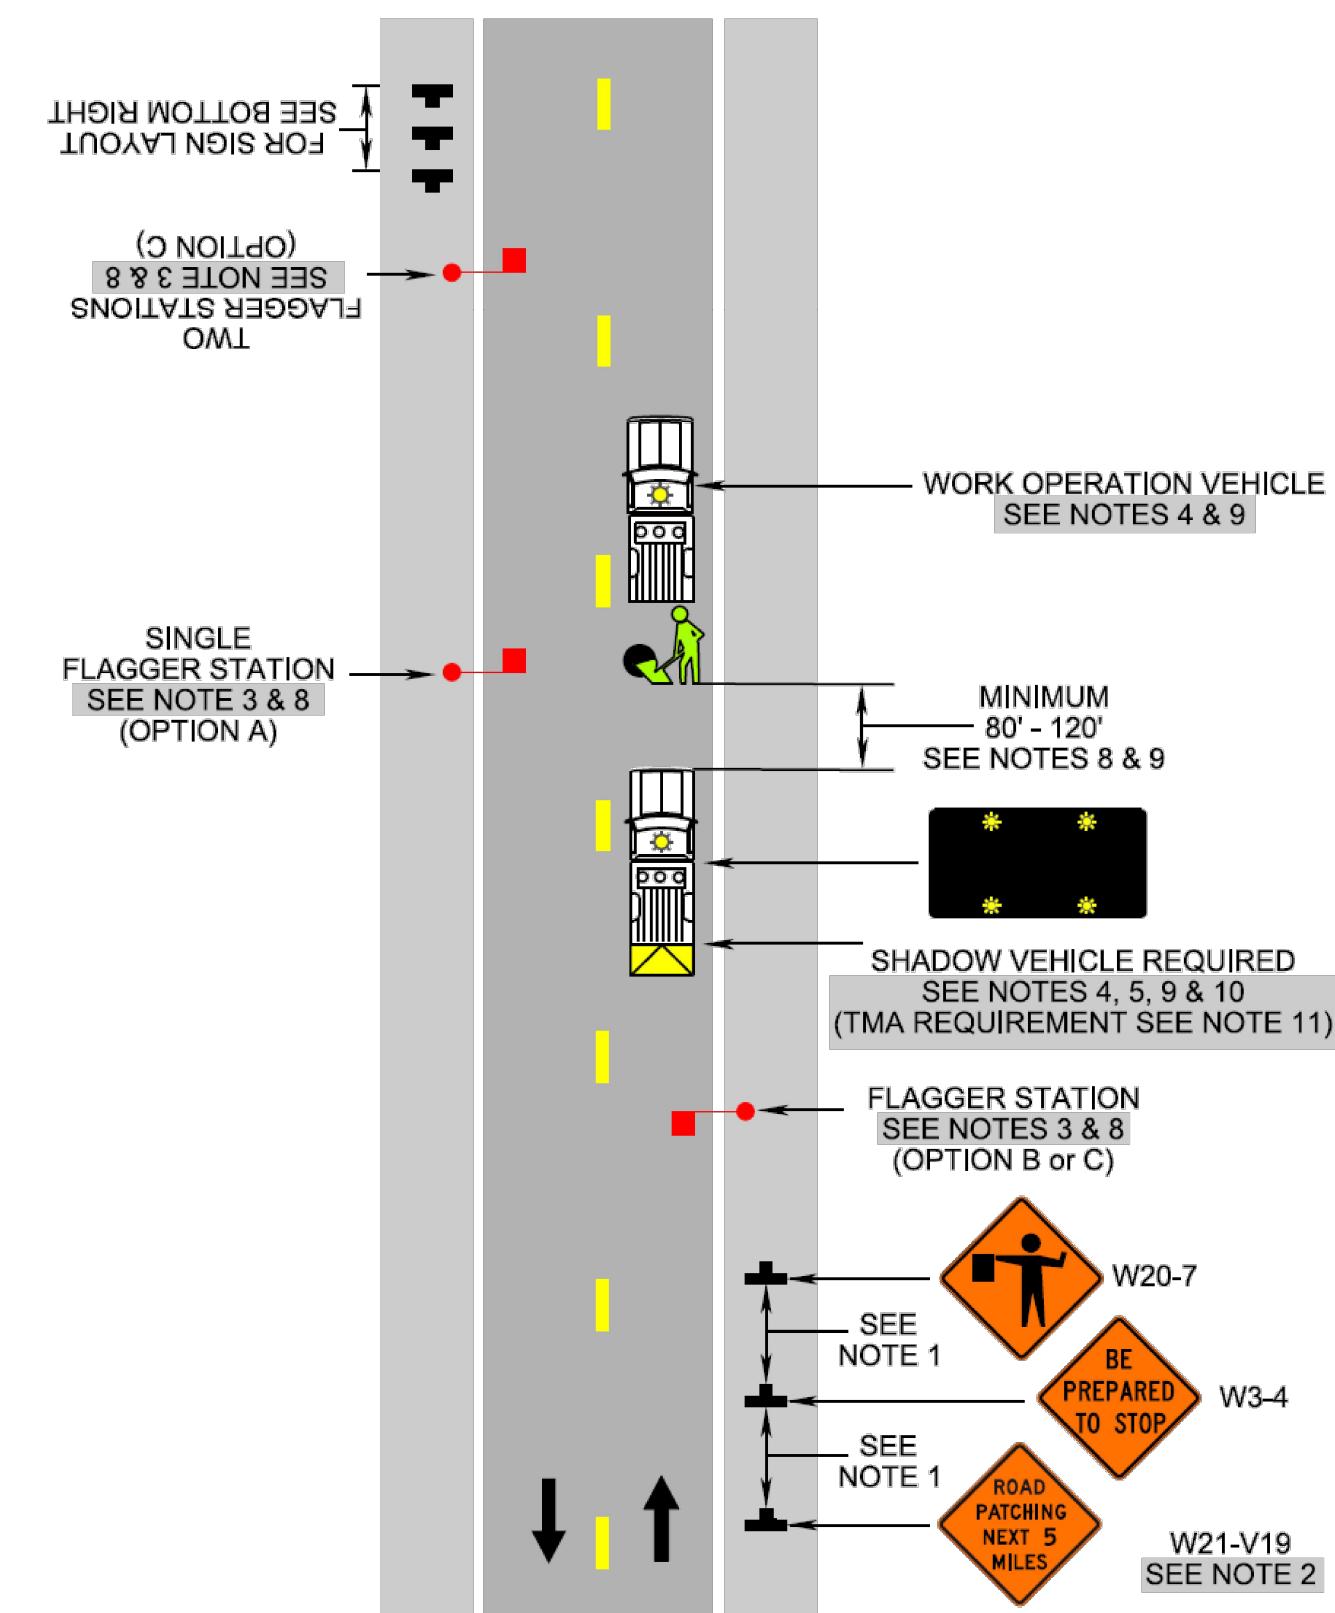 FOR SIGN LAYOUT
SEE BOTTOM RIGHT
TWO
FLAGGER STATIONS
SEE NOTE 3 & 8
(OPTION C)
WORK OPERATION VEHICLE
SEE NOTES 4 & 9
SINGLE
FLAGGER STATION
SEE NOTE 3 & 8
(OPTION A)
MINIMUM
80' - 120'
SEE NOTES 8 & 9
SHADOW VEHICLE REQUIRED
SEE NOTES 4, 5, 9 & 10
(TMA REQUIREMENT SEE NOTE 11)
FLAGGER STATION
SEE NOTES 3 & 8
(OPTION B or C)
W20-7
SEE
NOTE 1
BE
PREPARED
TO STOP
W3-4
SEE
NOTE 1
ROAD
PATCHING
NEXT 5
MILES
W21-V19
SEE NOTE 2